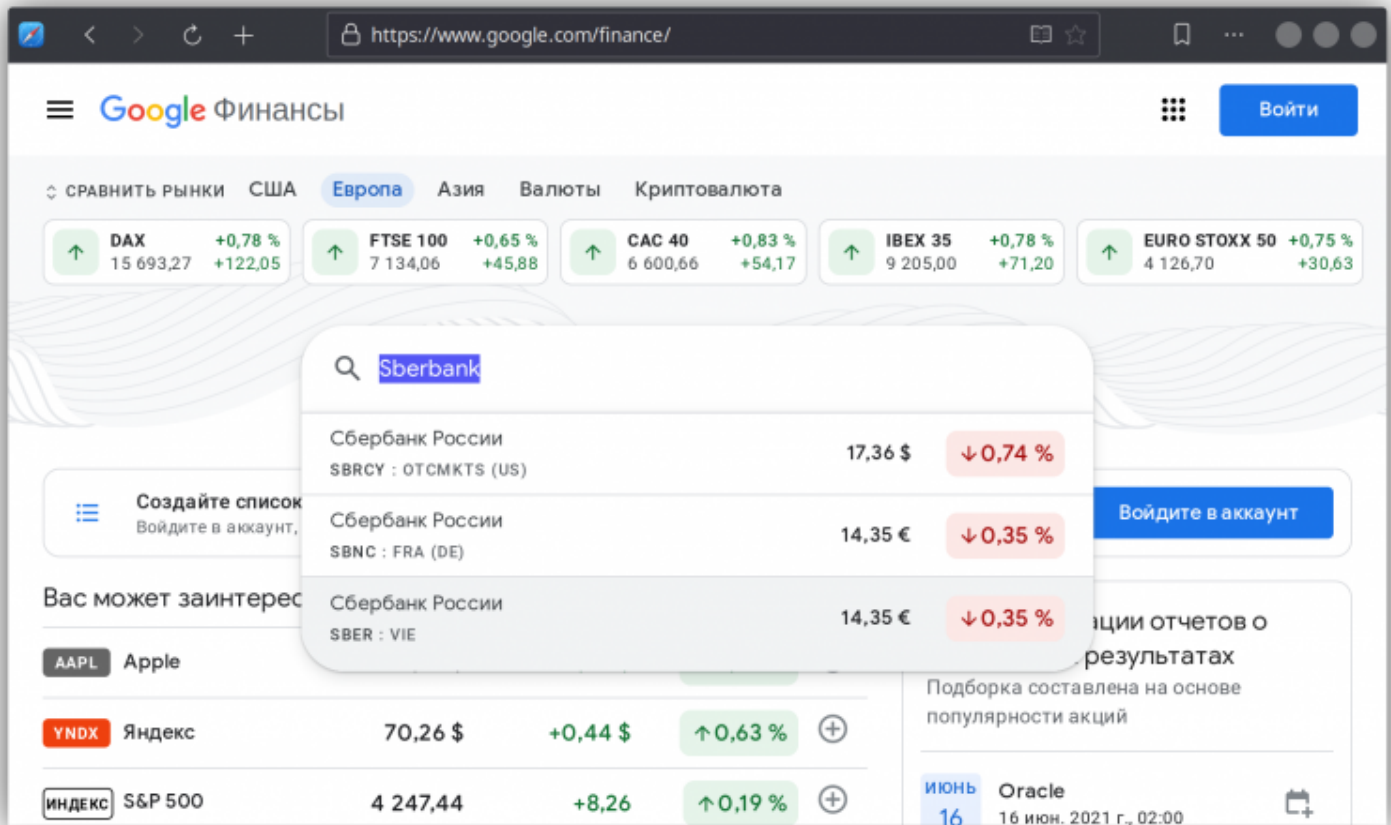 https://www.google.com/finance/
Google Финансы
Войти
СРАВНИТЬ РЫНКИ США Европа Азия Валюты Криптовалюта
DAX +0,78 %
15 693,27 +122,05
FTSE 100 +0,65 %
7 134,06 +45,88
CAC 40 +0,83 %
6 600,66 +54,17
IBEX 35 +0,78 %
9 205,00 +71,20
EURO STOXX 50 +0,75 %
4 126,70 +30,63
Sberbank
Сбербанк России
SBRCY : OTCMKTS (US)
17,36 $ ↓0,74 %
Сбербанк России
SBNC : FRA (DE)
14,35 € ↓0,35 %
Сбербанк России
SBER : VIE
14,35 € ↓0,35 %
Создайте список
Войдите в аккаунт,
Войдите в аккаунт
Вас может заинтерес
AAPL Apple
YNDX Яндекс 70,26 $ +0,44 $ ↑0,63 %
ИНДЕКС S&P 500 4 247,44 +8,26 ↑0,19 %
ации отчетов о
результатах
Подборка составлена на основе
популярности акций
ИЮНЬ
16
Oracle
16 июн. 2021 г., 02:00